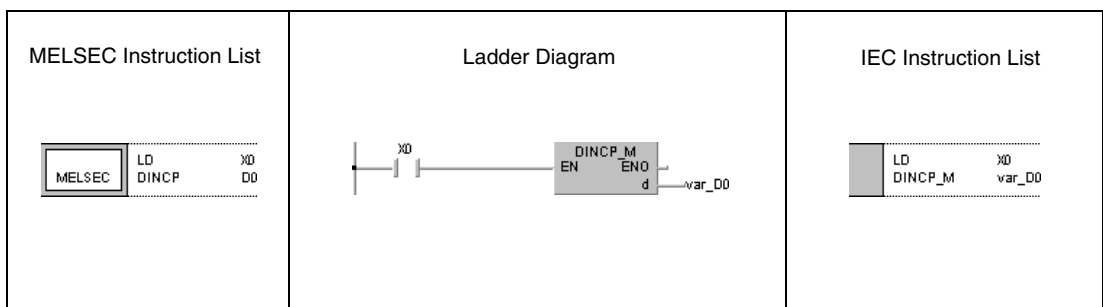 MELSEC Instruction List
MELSEC
LD X0
DINCP D0
Ladder Diagram
X0
DINCP_M
EN ENO
d var_D0
IEC Instruction List
LD X0
DINCP_M var_D0